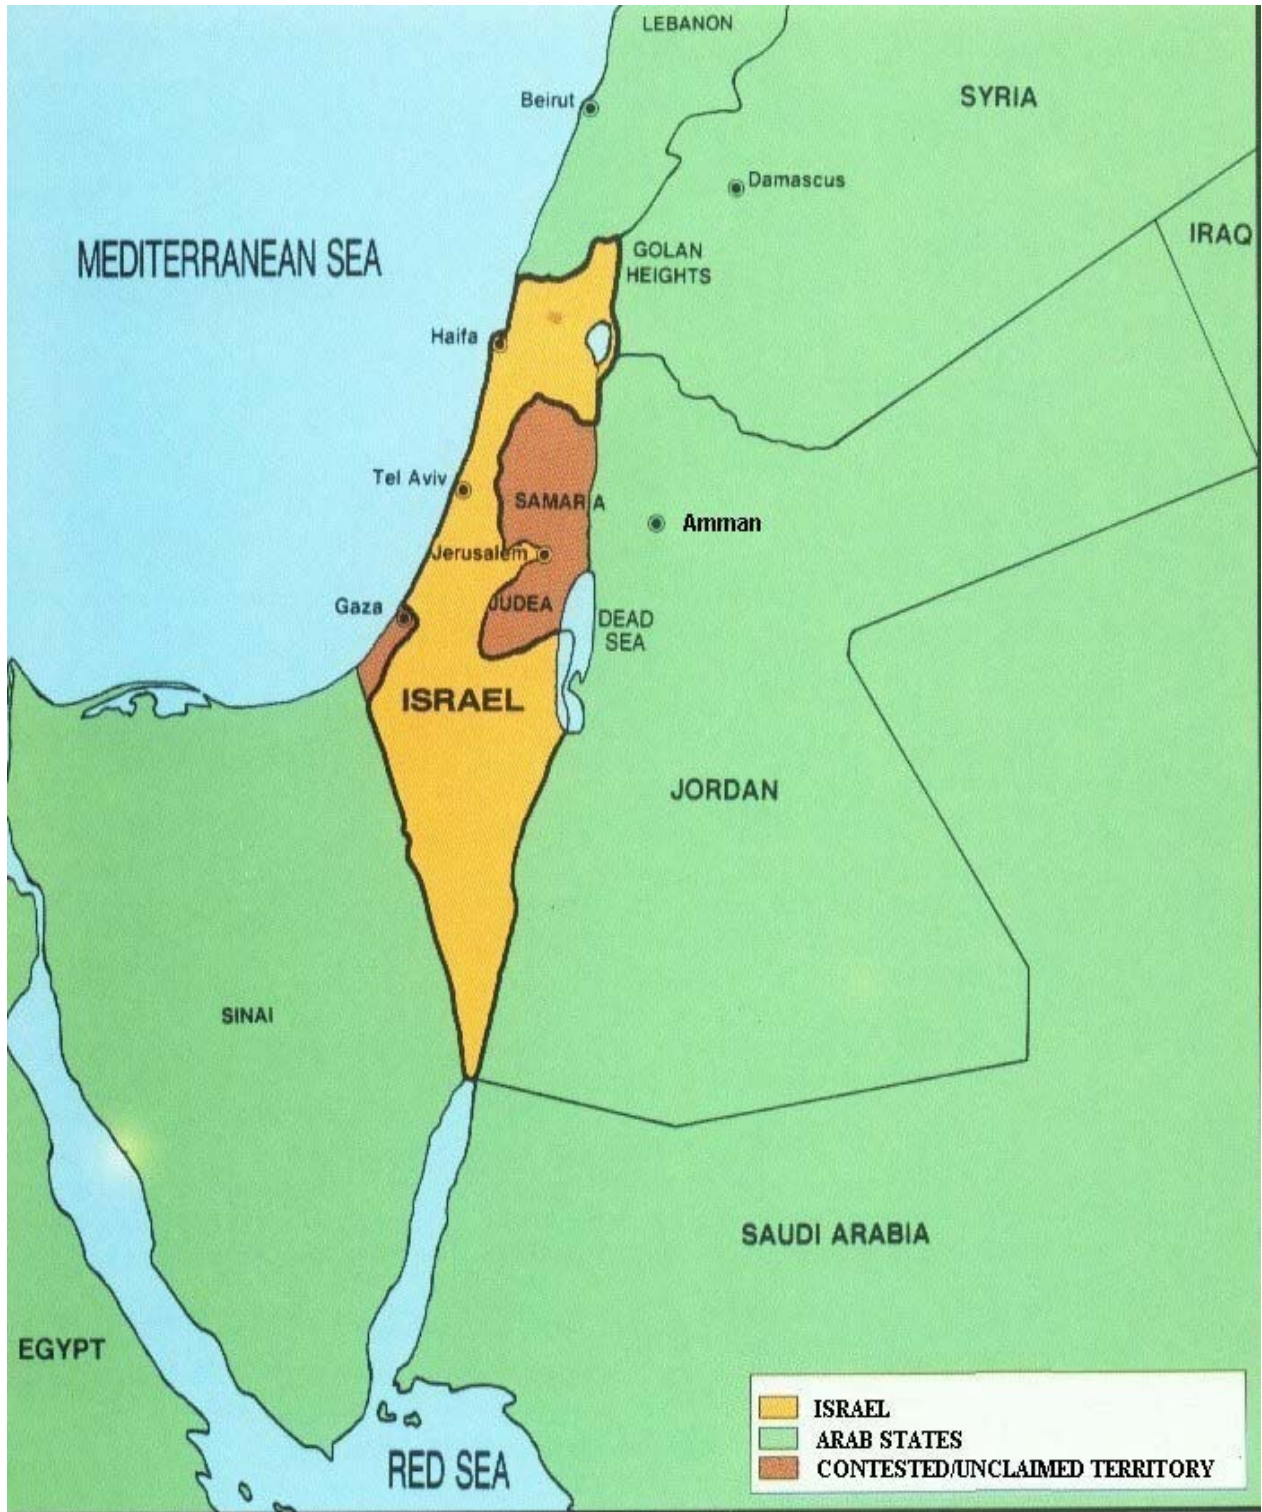 LEBANON
Beirut
SYRIA
Damascus
IRAQ
MEDITERRANEAN SEA
GOLAN
HEIGHTS
Haifa
Tel Aviv
SAMARIA
Amman
Jerusalem
Gaza
JUDEA
DEAD
SEA
ISRAEL
JORDAN
SINAI
SAUDI ARABIA
EGYPT
RED SEA
ISRAEL
ARAB STATES
CONTESTED/UNCLAIMED TERRITORY